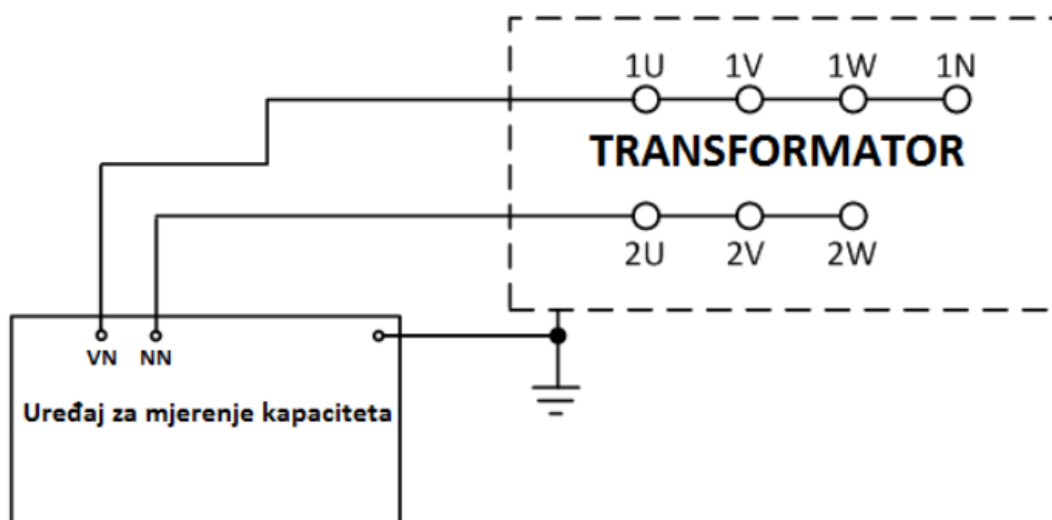 1U 1V 1W 1N
TRANSFORMATOR
2U 2V 2W
VN NN
Uređaj za mjerenje kapaciteta